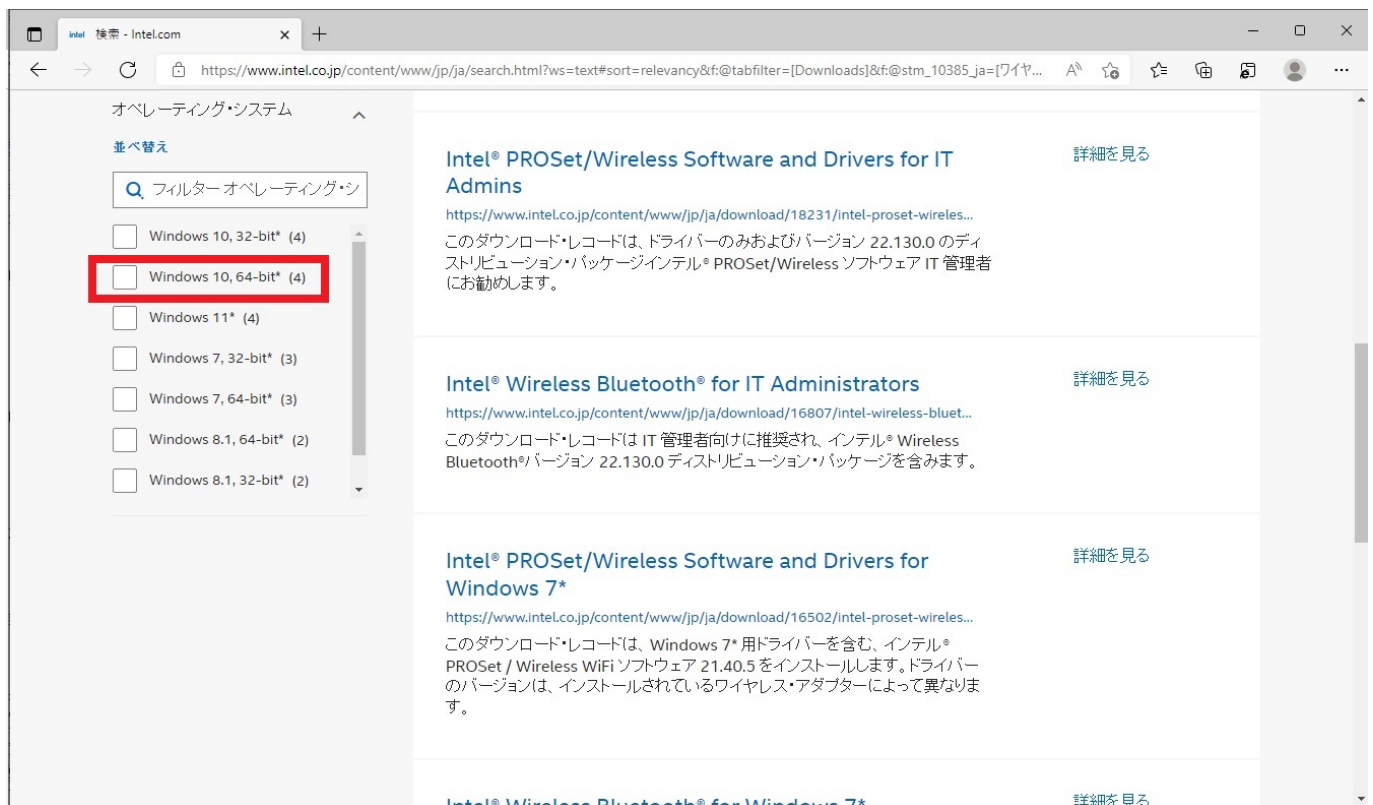 intel 検索 - Intel.com
https://www.intel.co.jp/content/www/jp/ja/search.html?ws=text#sort=relevancy&f:@tabfilter=[Downloads]&f:@stm_10385_ja=[ワイヤ...
オペレーティング・システム
並べ替え
フィルター オペレーティング・シ
Windows 10, 32-bit* (4)
Windows 10, 64-bit* (4)
Windows 11* (4)
Windows 7, 32-bit* (3)
Windows 7, 64-bit* (3)
Windows 8.1, 64-bit* (2)
Windows 8.1, 32-bit* (2)
Intel® PROSet/Wireless Software and Drivers for IT
Admins
詳細を見る
https://www.intel.co.jp/content/www/jp/ja/download/18231/intel-proset-wireles...
このダウンロード・レコードは、ドライバーのみおよびバージョン 22.130.0 のディ
ストリビューション・パッケージインテル® PROSet/Wireless ソフトウェア IT 管理者
にお勧めします。
Intel® Wireless Bluetooth® for IT Administrators
詳細を見る
https://www.intel.co.jp/content/www/jp/ja/download/16807/intel-wireless-bluet...
このダウンロード・レコードは IT 管理者向けに推奨され、インテル® Wireless
Bluetooth®バージョン 22.130.0 ディストリビューション・パッケージを含みます。
Intel® PROSet/Wireless Software and Drivers for
Windows 7*
詳細を見る
https://www.intel.co.jp/content/www/jp/ja/download/16502/intel-proset-wireles...
このダウンロード・レコードは、Windows 7* 用ドライバーを含む、インテル®
PROSet / Wireless WiFi ソフトウェア 21.40.5 をインストールします。ドライバー
のバージョンは、インストールされているワイヤレス・アダプターによって異なりま
す。
Intel® Wireless Bluetooth® for Windows 7*
詳細を見る